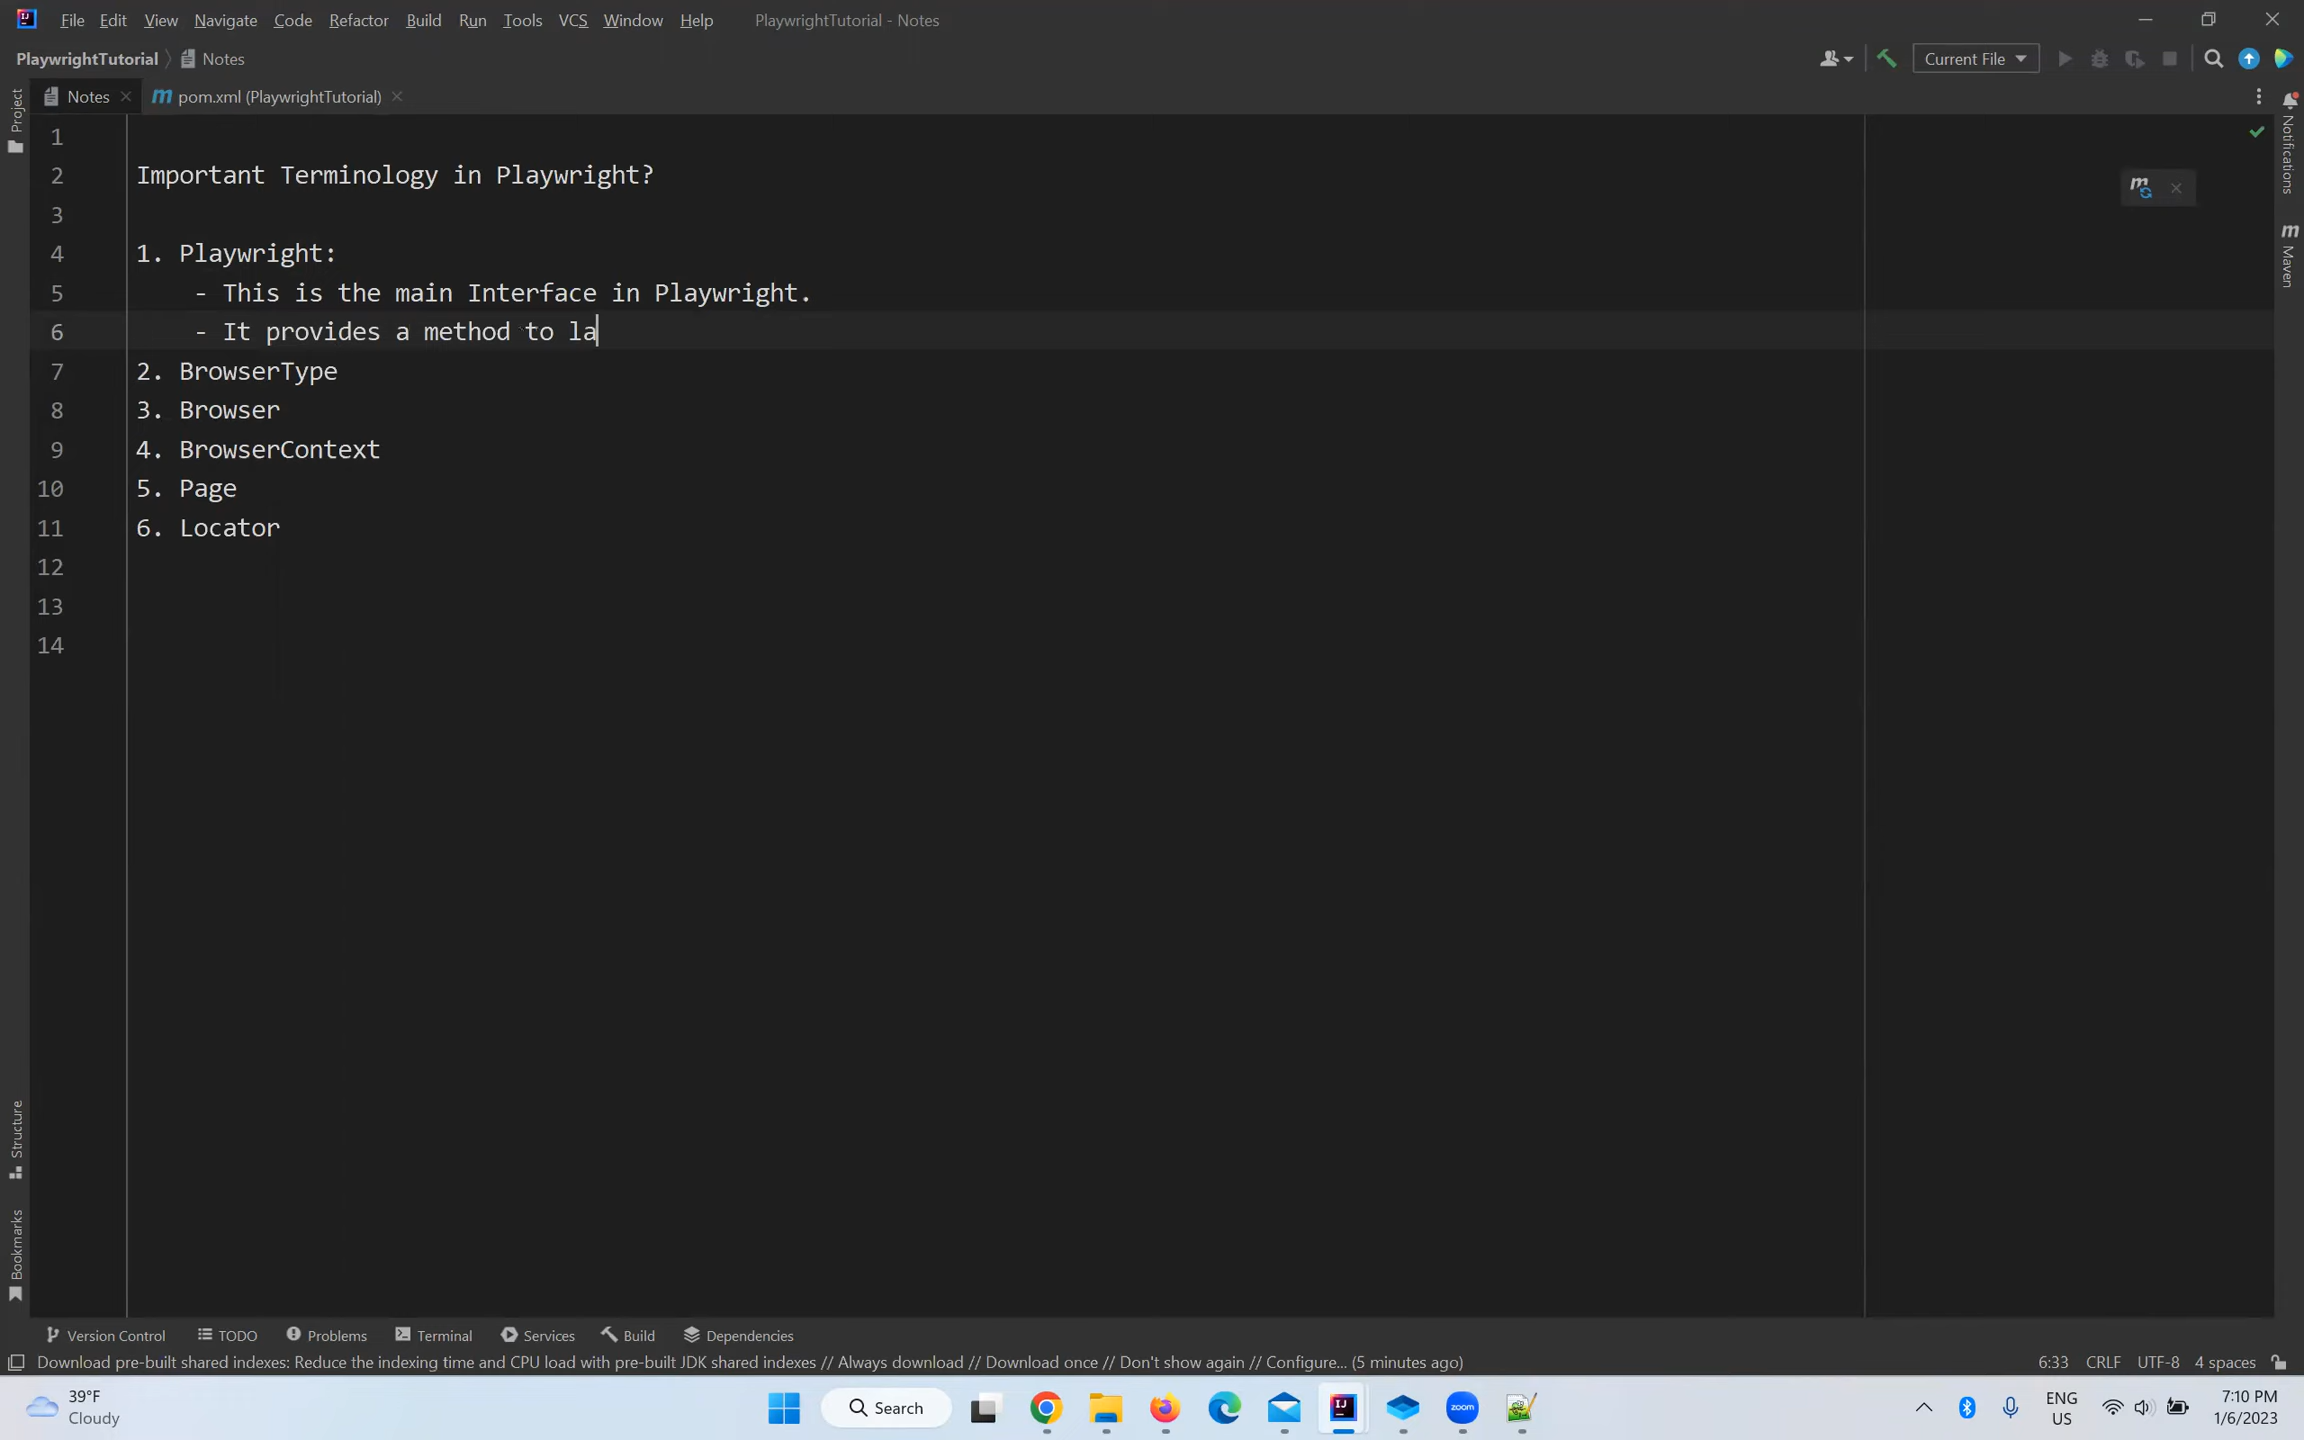 File Edit View Navigate Code Refactor Build Run Tools VCS Window Help PlaywrightTutorial - Notes
PlaywrightTutorial Notes Current File
Notes pom.xml (PlaywrightTutorial)
Project
Notifications
Maven
1
2 Important Terminology in Playwright?
3
4 1. Playwright:
5 - This is the main Interface in Playwright.
6 - It provides a method to la
7 2. BrowserType
8 3. Browser
9 4. BrowserContext
10 5. Page
11 6. Locator
12
13
14
Structure
Bookmarks
Version Control TODO Problems Terminal Services Build Dependencies
Download pre-built shared indexes: Reduce the indexing time and CPU load with pre-built JDK shared indexes // Always download // Download once // Don't show again // Configure... (5 minutes ago) 6:33 CRLF UTF-8 4 spaces
39°F
Cloudy
Search
zoom
ENG
US
7:10 PM
1/6/2023